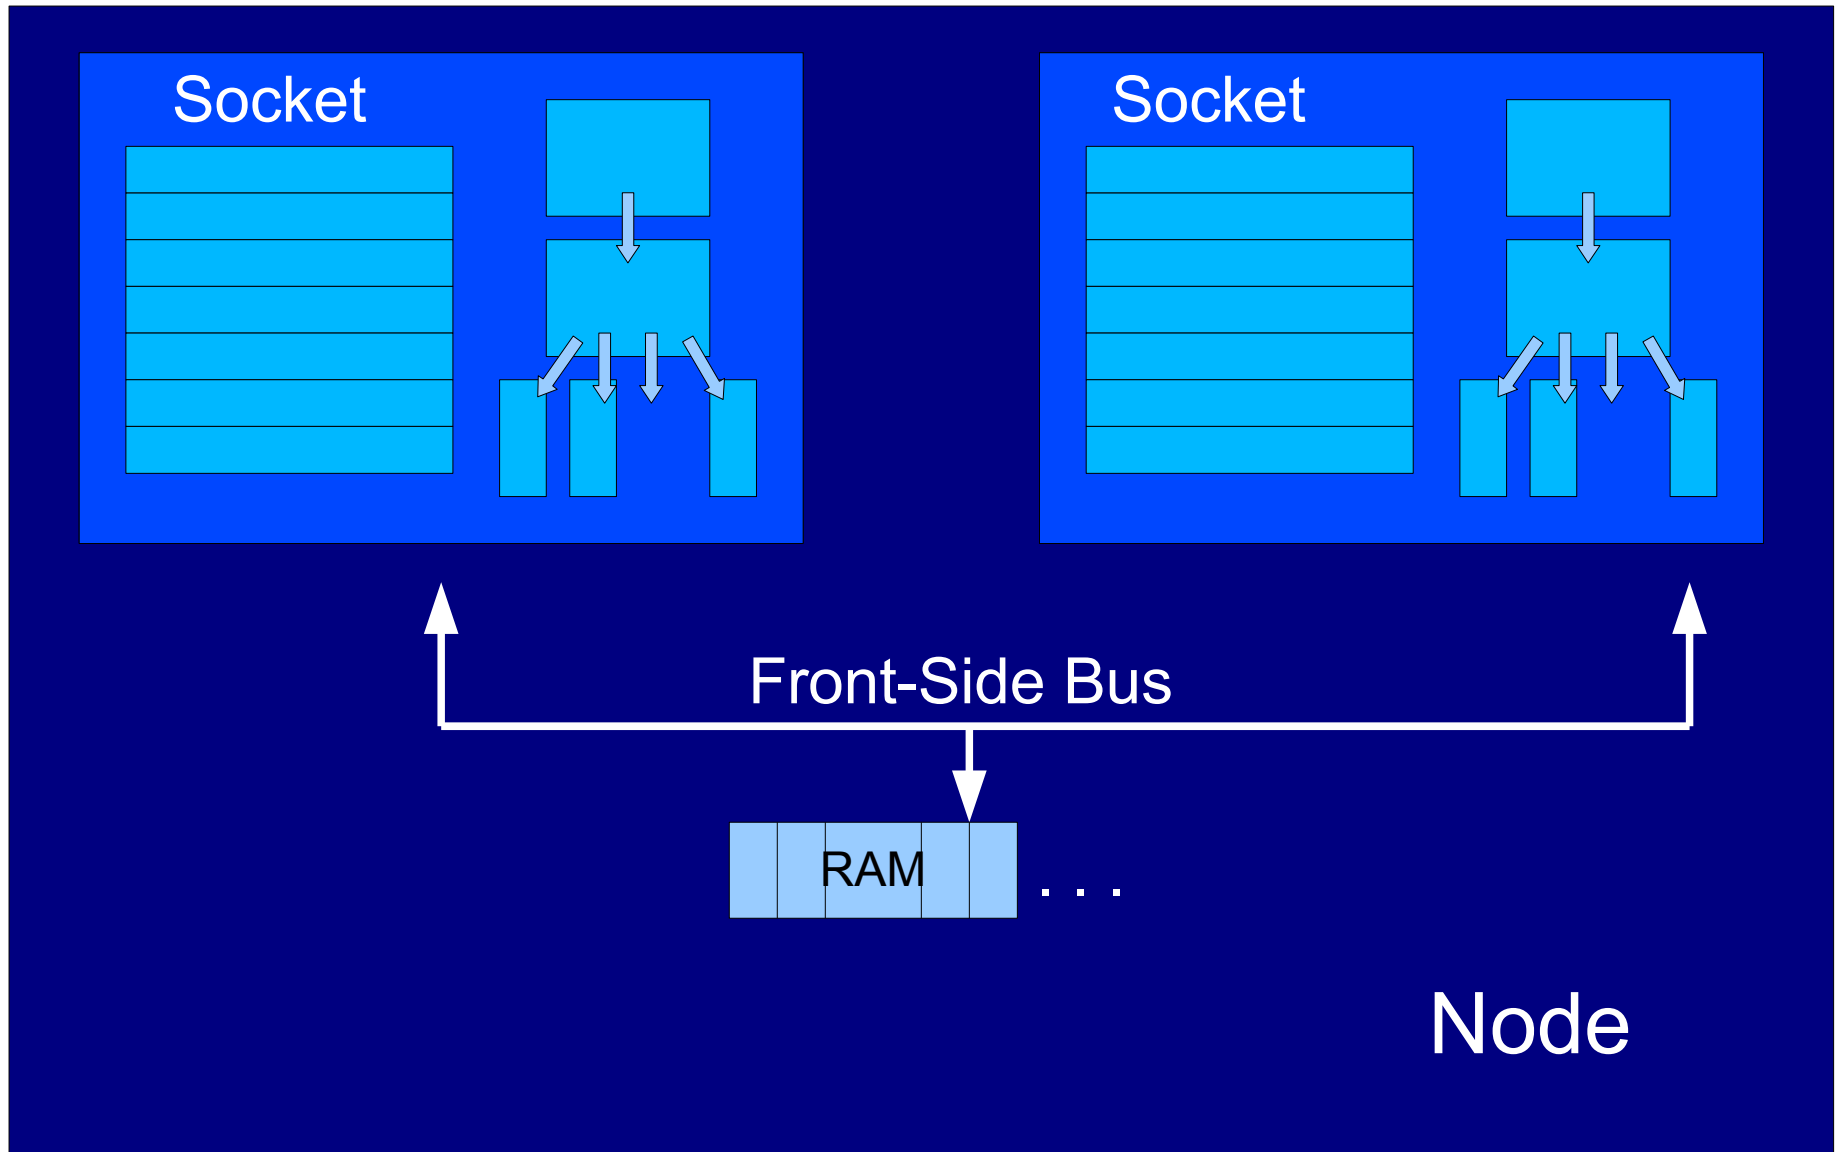 Socket
Socket
Front-Side Bus
RAM
. . .
Node